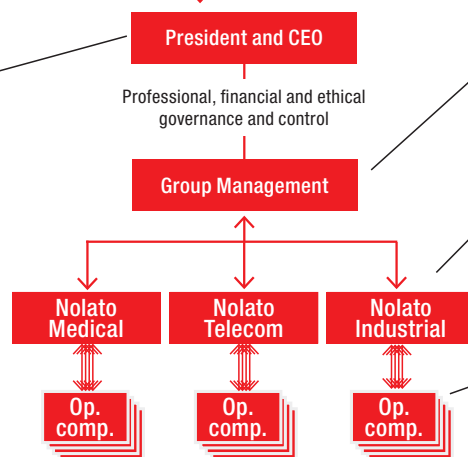 President and CEO
Professional, financial and ethical
governance and control
Group Management
Nolato
Medical
Nolato
Telecom
Nolato
Industrial
Op.
comp.
Op.
comp.
Op.
comp.